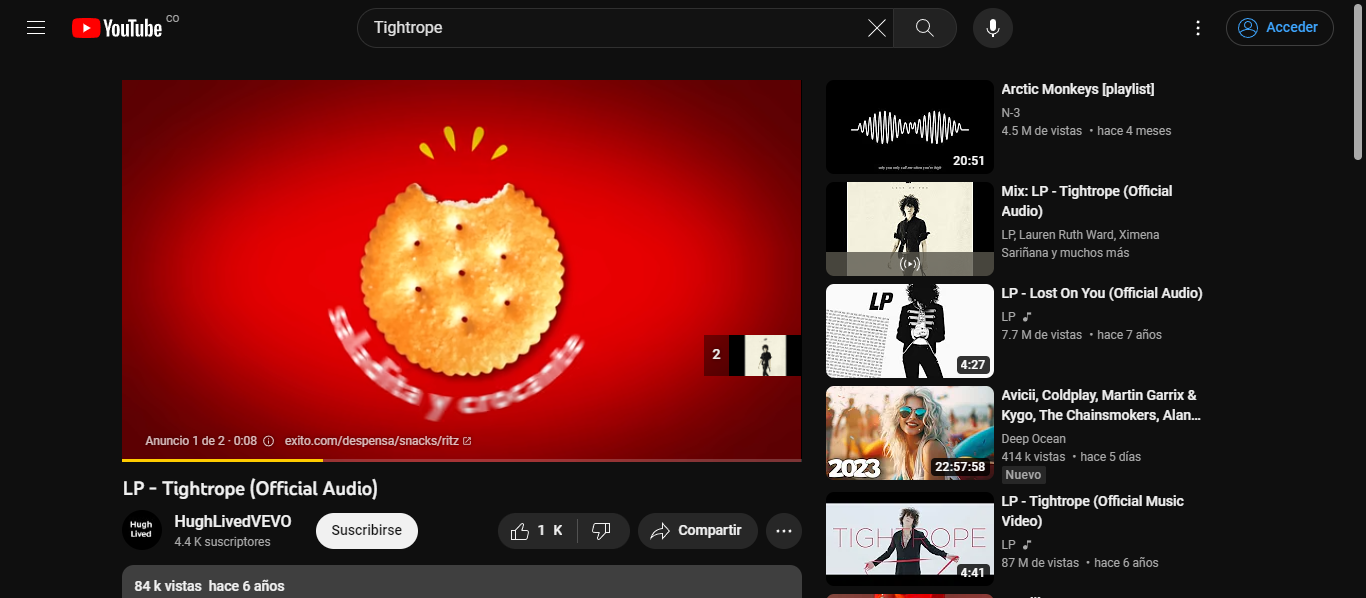 YouTube CO
Tightrope
Acceder
y crocante
2
Anuncio 1 de 2 · 0:08
exito.com/despensa/snacks/ritz
LP - Tightrope (Official Audio)
Hugh
Lived
HughLivedVEVO
4.4 K suscriptores
Suscribirse
1 K
Compartir
84 k vistas hace 6 años
20:51
Arctic Monkeys [playlist]
N-3
4.5 M de vistas • hace 4 meses
Mix: LP - Tightrope (Official
Audio)
LP, Lauren Ruth Ward, Ximena
Sariñana y muchos más
LP
4:27
LP - Lost On You (Official Audio)
LP
7.7 M de vistas • hace 7 años
2023
22:57:58
Avicii, Coldplay, Martin Garrix &
Kygo, The Chainsmokers, Alan...
Deep Ocean
414 k vistas • hace 5 días
Nuevo
TIGHTROPE
4:41
LP - Tightrope (Official Music
Video)
LP
87 M de vistas • hace 6 años